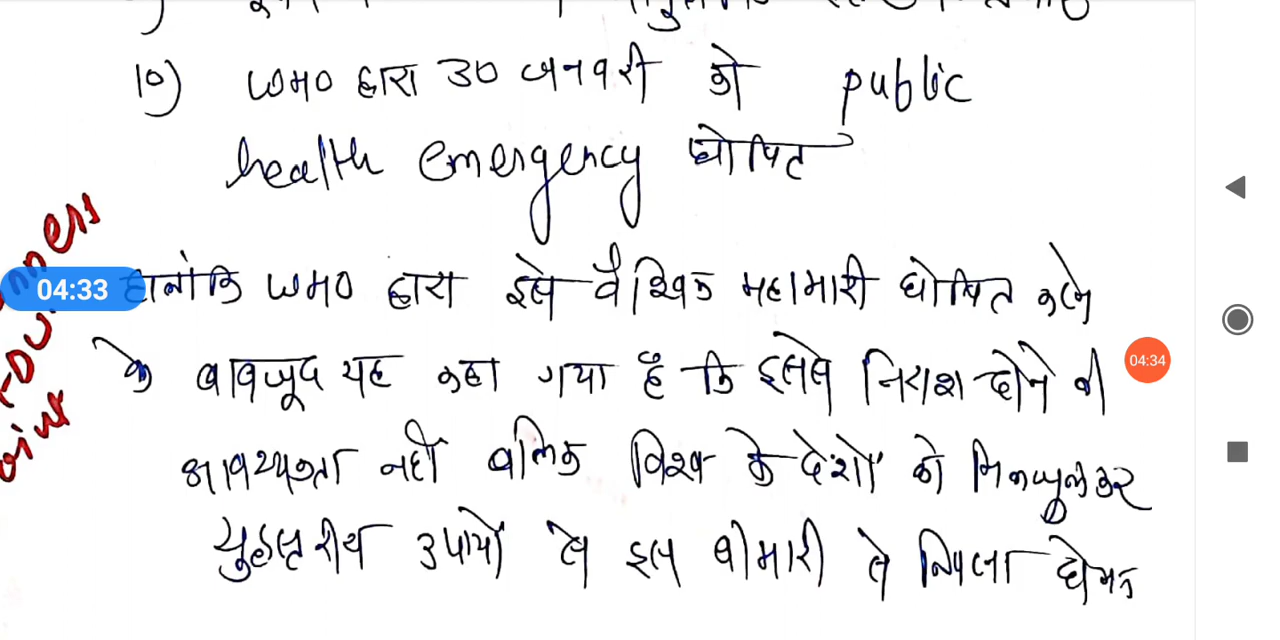 10) WHO द्वारा 30 जनवरी को public
health emergency घोषित
हालांकि WHO द्वारा इसे वैश्विक महामारी घोषित करने
के बावजूद यह कहा गया है कि इससे निराश होने की
आवश्यकता नहीं बल्कि विश्व के देशों को मिलजुलकर
युद्धस्तरीय उपायों से इस बीमारी से निपटना होगा
04:33
04:34